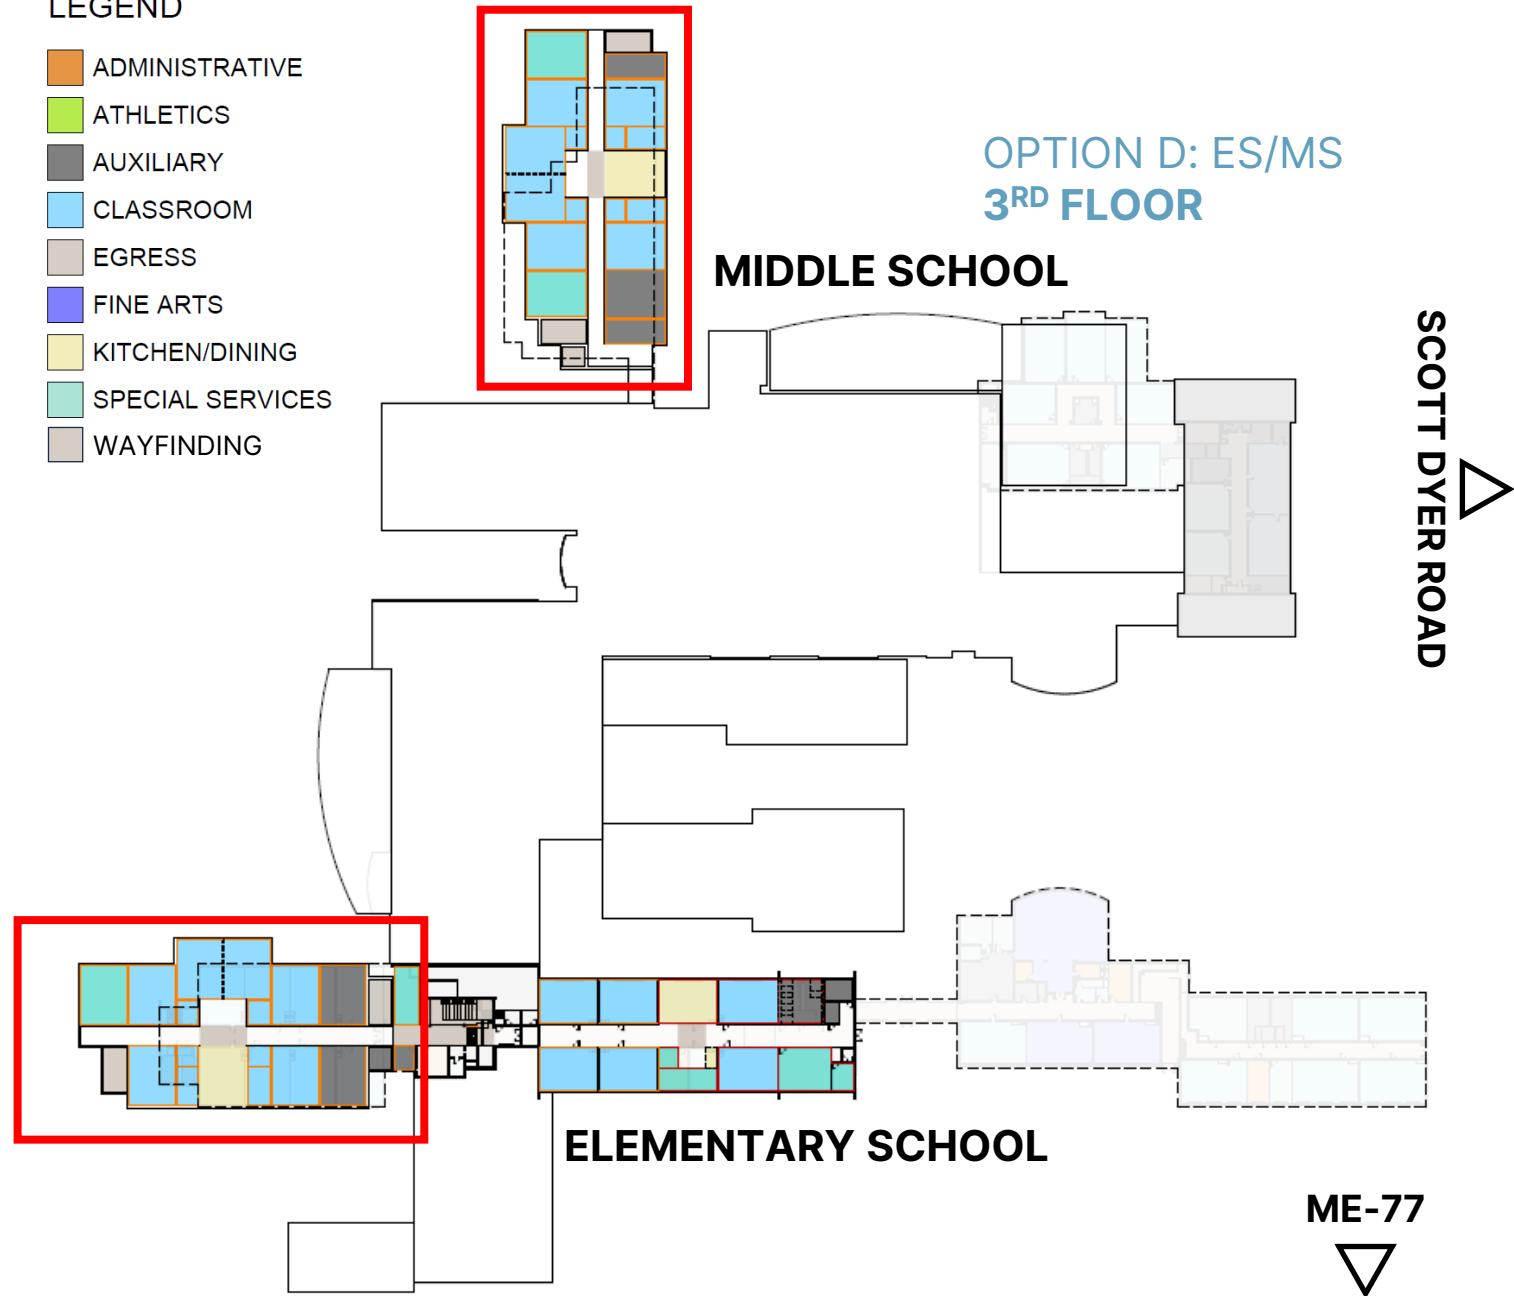 LEGEND
ADMINISTRATIVE
ATHLETICS
AUXILIARY
CLASSROOM
EGRESS
FINE ARTS
KITCHEN/DINING
SPECIAL SERVICES
WAYFINDING
OPTION D: ES/MS
3RD FLOOR
MIDDLE SCHOOL
SCOTT DYER ROAD
ELEMENTARY SCHOOL
ME-77